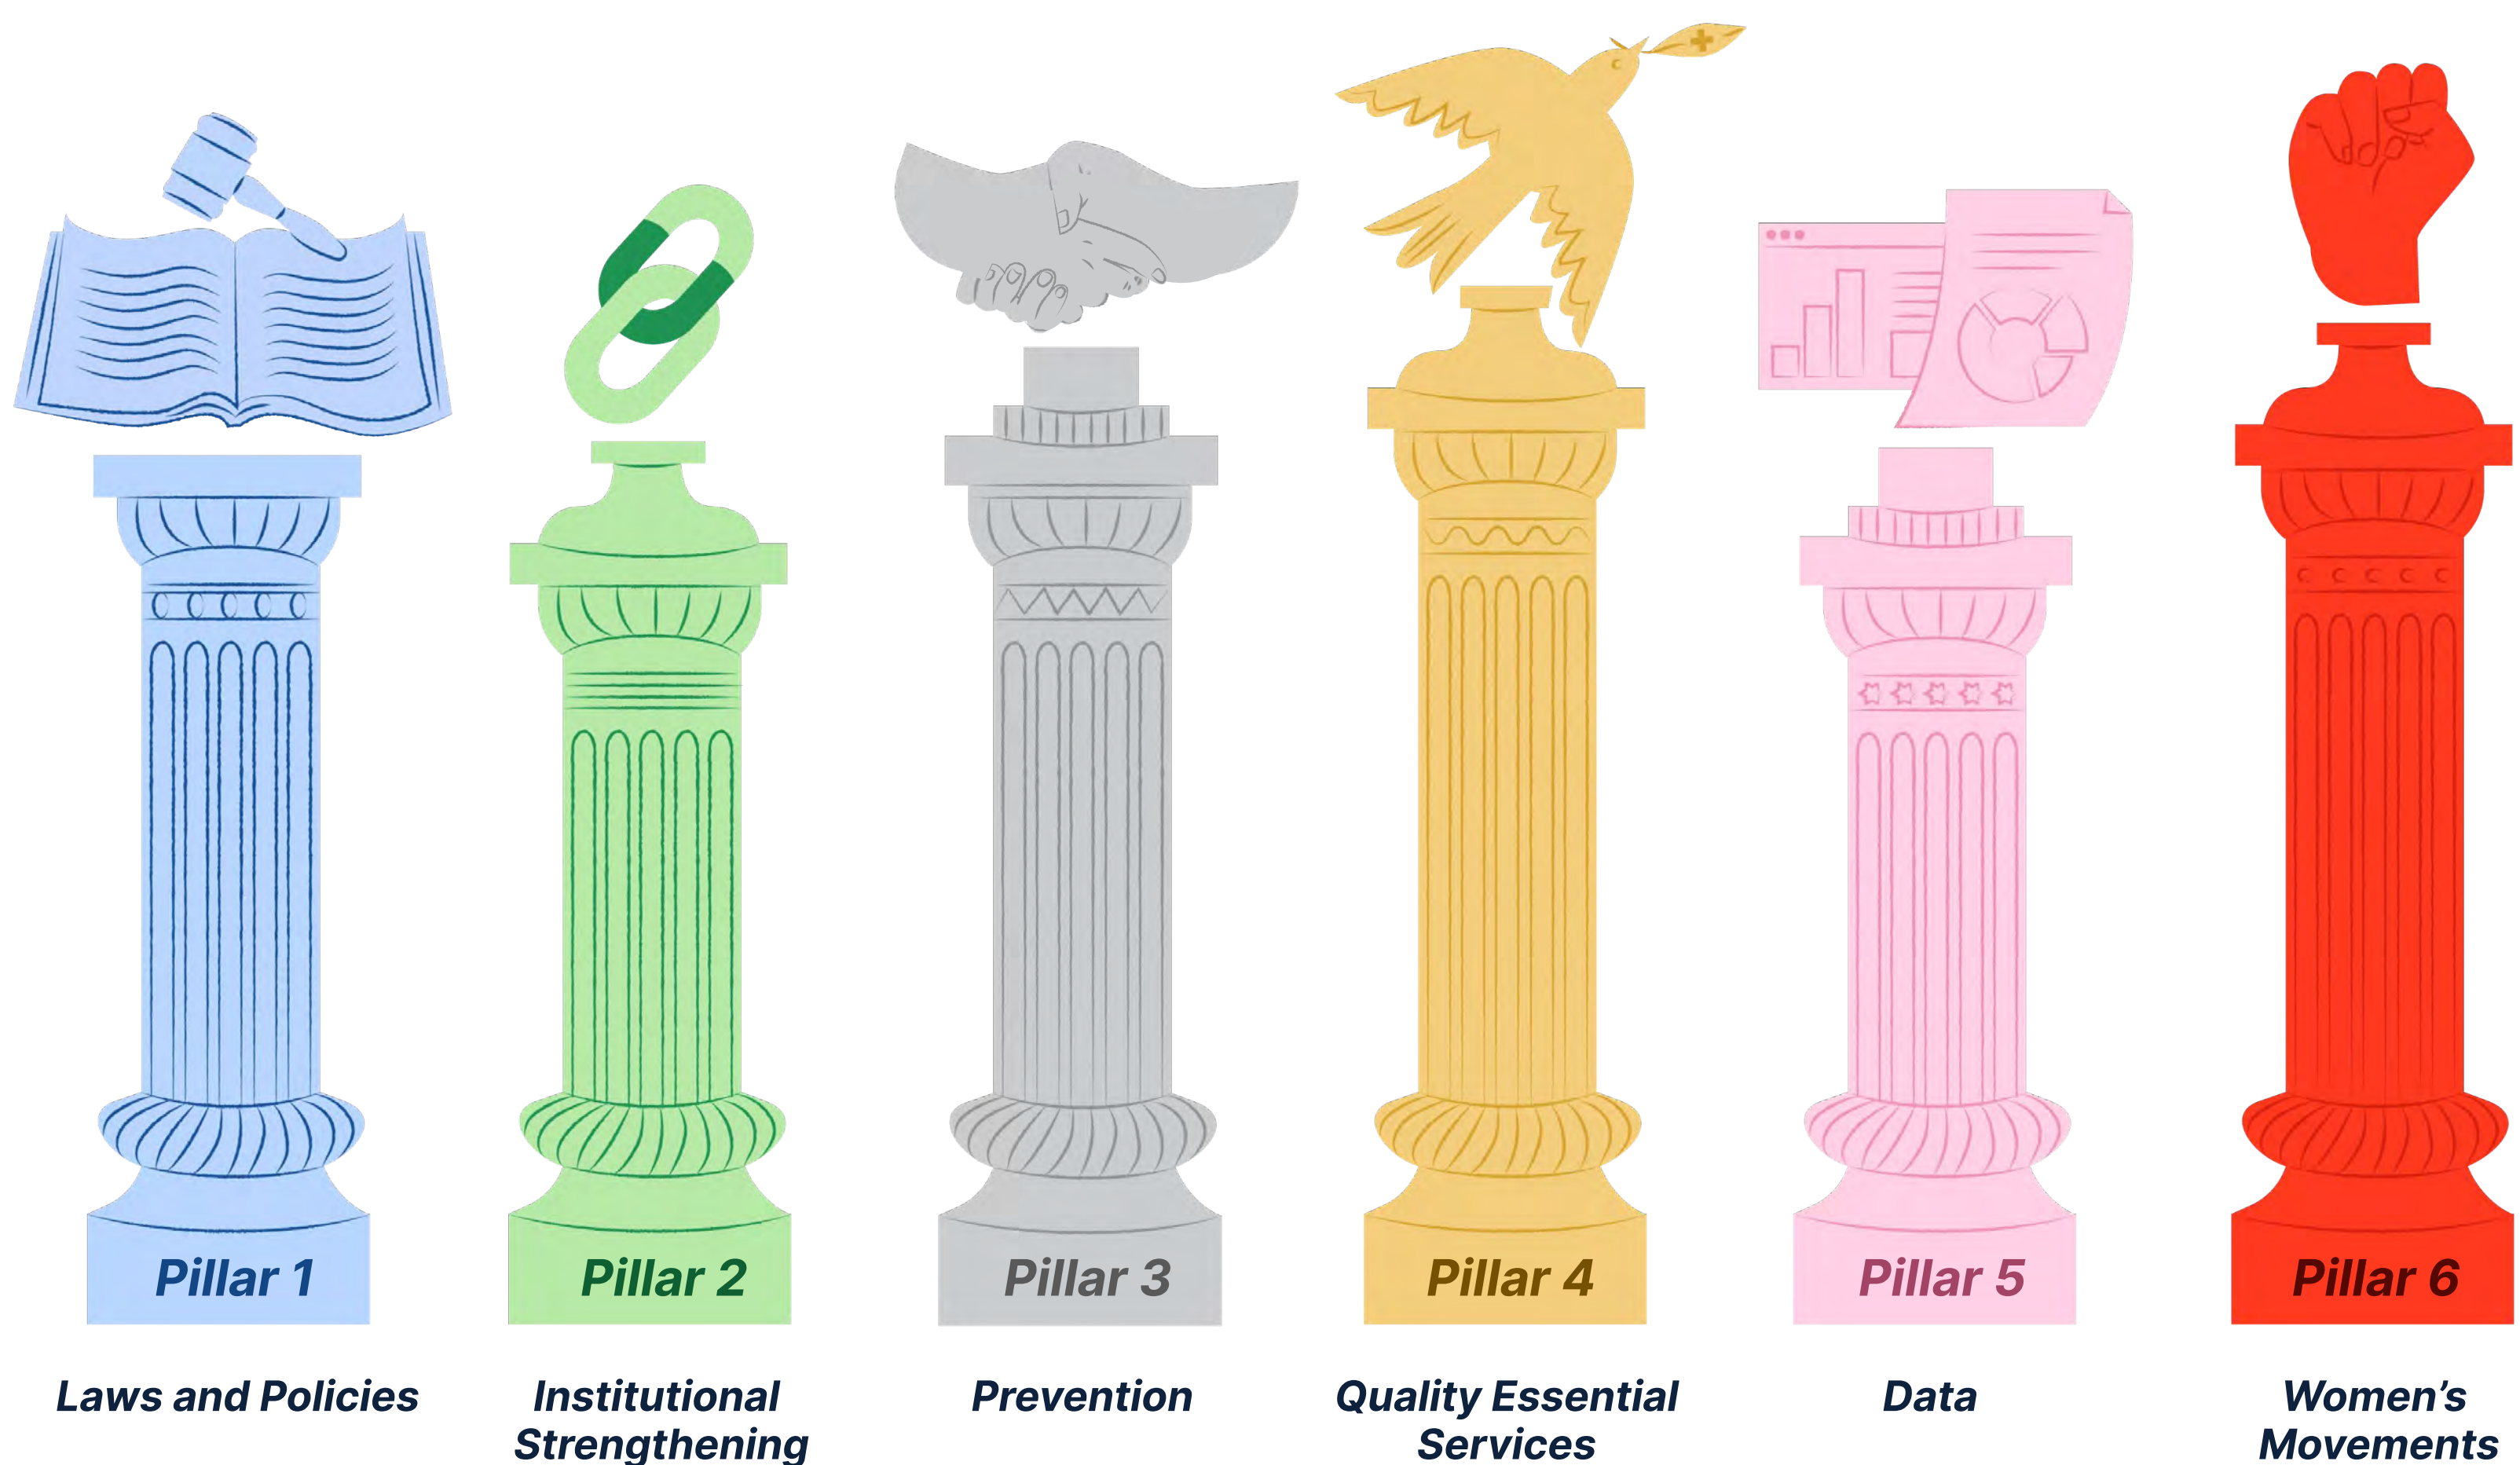 Pillar 1
Pillar 2
Pillar 3
Pillar 4
Pillar 5
Pillar 6
Laws and Policies
Institutional
Strengthening
Prevention
Quality Essential
Services
Data
Women’s
Movements